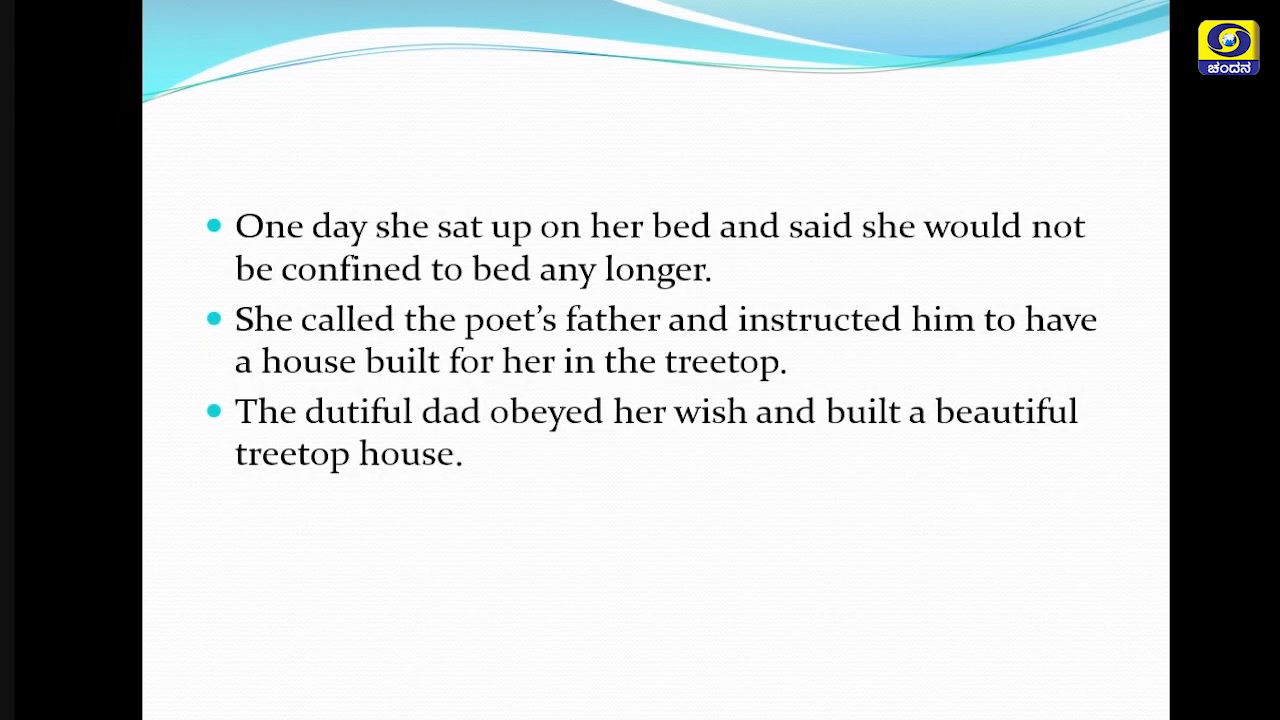 ಚಂದನ
One day she sat up on her bed and said she would not
be confined to bed any longer.
She called the poet’s father and instructed him to have
a house built for her in the treetop.
The dutiful dad obeyed her wish and built a beautiful
treetop house.